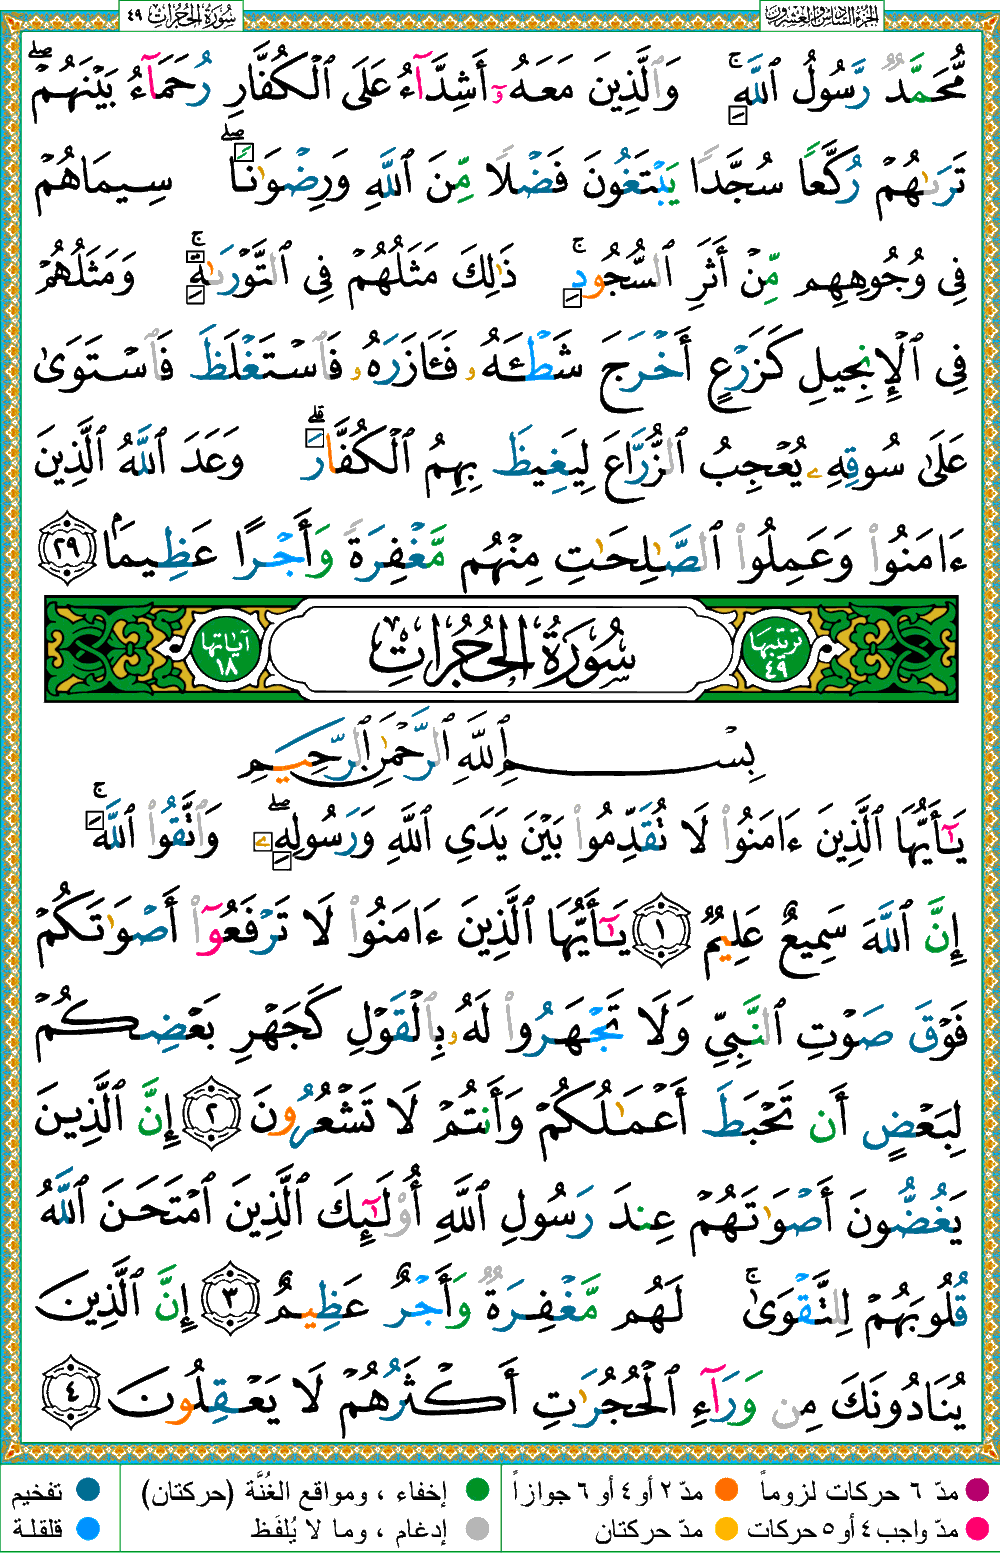 الجزء السادس والعشرون
سُورَةُ الحُجُرَات ٤٩
مُّحَمَّدٌ رَّسُولُ ٱللَّهِ ۚ وَٱلَّذِينَ مَعَهُۥٓ أَشِدَّآءُ عَلَى ٱلْكُفَّارِ رُحَمَآءُ بَيْنَهُمْ ۖ
تَرَىٰهُمْ رُكَّعًا سُجَّدًا يَبْتَغُونَ فَضْلًا مِّنَ ٱللَّهِ وَرِضْوَٰنًا ۖ سِيمَاهُمْ
فِى وُجُوهِهِم مِّنْ أَثَرِ ٱلسُّجُودِ ۚ ذَٰلِكَ مَثَلُهُمْ فِى ٱلتَّوْرَىٰةِ ۚ وَمَثَلُهُمْ
فِى ٱلْإِنجِيلِ كَزَرْعٍ أَخْرَجَ شَطْـَٔهُۥ فَـَٔازَرَهُۥ فَٱسْتَغْلَظَ فَٱسْتَوَىٰ
عَلَىٰ سُوقِهِۦ يُعْجِبُ ٱلزُّرَّاعَ لِيَغِيظَ بِهِمُ ٱلْكُفَّارَ ۗ وَعَدَ ٱللَّهُ ٱلَّذِينَ
ءَامَنُوا۟ وَعَمِلُوا۟ ٱلصَّـٰلِحَـٰتِ مِنْهُم مَّغْفِرَةً وَأَجْرًا عَظِيمًۢا ٢٩
ترتيبها ٤٩ سُورَةُ الحُجُرَات آياتها ١٨
بِسْمِ ٱللَّهِ ٱلرَّحْمَـٰنِ ٱلرَّحِيمِ
يَـٰٓأَيُّهَا ٱلَّذِينَ ءَامَنُوا۟ لَا تُقَدِّمُوا۟ بَيْنَ يَدَىِ ٱللَّهِ وَرَسُولِهِۦ ۖ وَٱتَّقُوا۟ ٱللَّهَ ۚ
إِنَّ ٱللَّهَ سَمِيعٌ عَلِيمٌ ١ يَـٰٓأَيُّهَا ٱلَّذِينَ ءَامَنُوا۟ لَا تَرْفَعُوٓا۟ أَصْوَٰتَكُمْ
فَوْقَ صَوْتِ ٱلنَّبِىِّ وَلَا تَجْهَرُوا۟ لَهُۥ بِٱلْقَوْلِ كَجَهْرِ بَعْضِكُمْ
لِبَعْضٍ أَن تَحْبَطَ أَعْمَـٰلُكُمْ وَأَنتُمْ لَا تَشْعُرُونَ ٢ إِنَّ ٱلَّذِينَ
يَغُضُّونَ أَصْوَٰتَهُمْ عِندَ رَسُولِ ٱللَّهِ أُو۟لَـٰٓئِكَ ٱلَّذِينَ ٱمْتَحَنَ ٱللَّهُ
قُلُوبَهُمْ لِلتَّقْوَىٰ ۚ لَهُم مَّغْفِرَةٌ وَأَجْرٌ عَظِيمٌ ٣ إِنَّ ٱلَّذِينَ
يُنَادُونَكَ مِن وَرَآءِ ٱلْحُجُرَٰتِ أَكْثَرُهُمْ لَا يَعْقِلُونَ ٤
مدّ ٦ حركات لزوماً مدّ ٢ أو ٤ أو ٦ جوازاً إخفاء ، ومواقع الغُنَّة (حركتان) تفخيم
مدّ واجب ٤ أو ٥ حركات مدّ حركتان إدغام ، وما لا يُلفَظ قلقلة